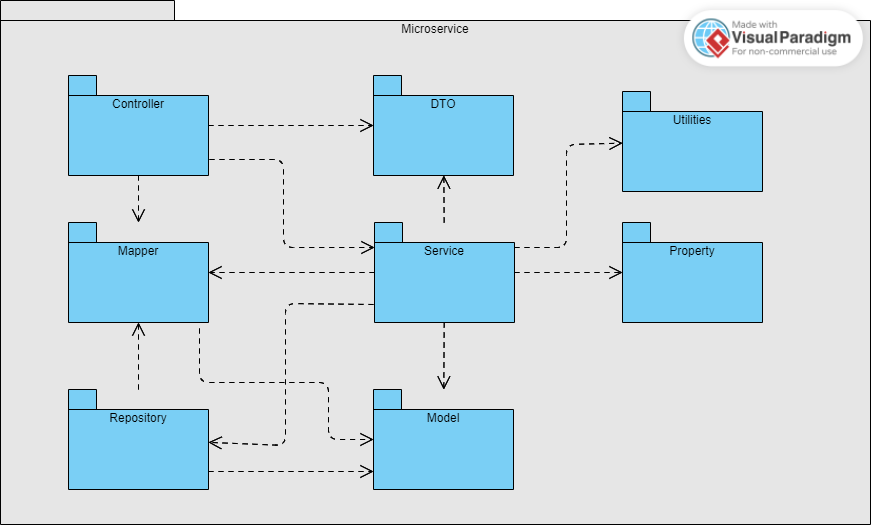 Microservice
Made with
Visual Paradigm
For non-commercial use
Controller
DTO
Utilities
Mapper
Service
Property
Repository
Model